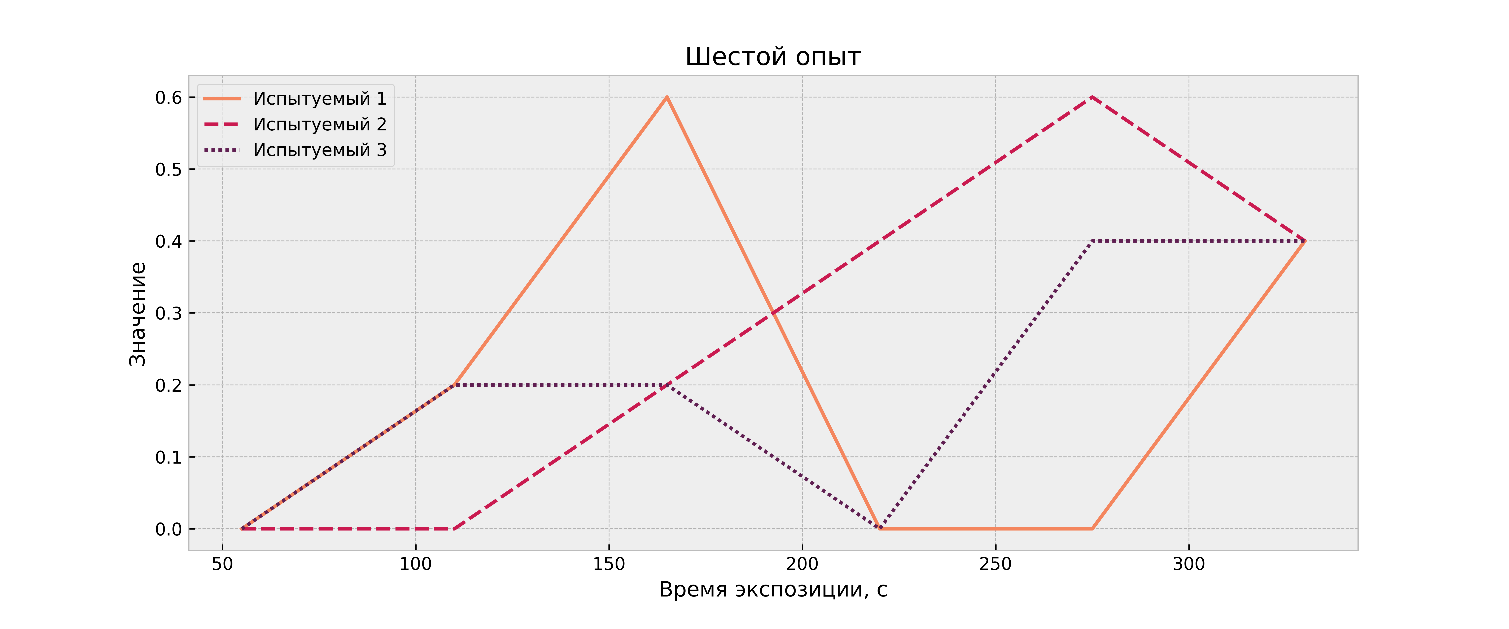 Шестой опыт
Испытуемый 1
Испытуемый 2
Испытуемый 3
Значение
0.6
0.5
0.4
0.3
0.2
0.1
0.0
50 100 150 200 250 300
Время экспозиции, с